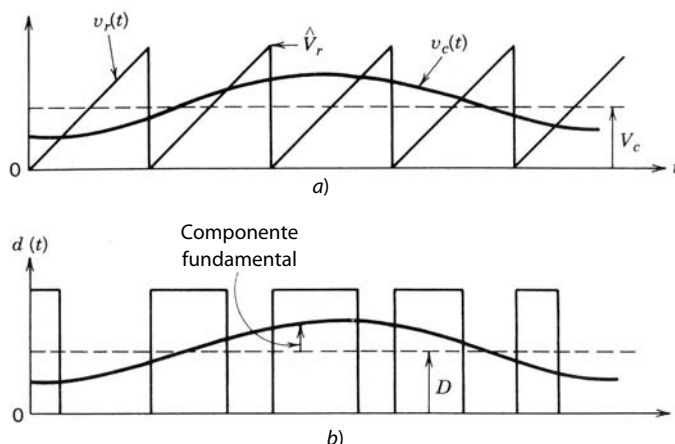 v_r(t)
V̂_r
v_c(t)
V_c
0
t
a)
d (t)
Componente
fundamental
D
0
b)